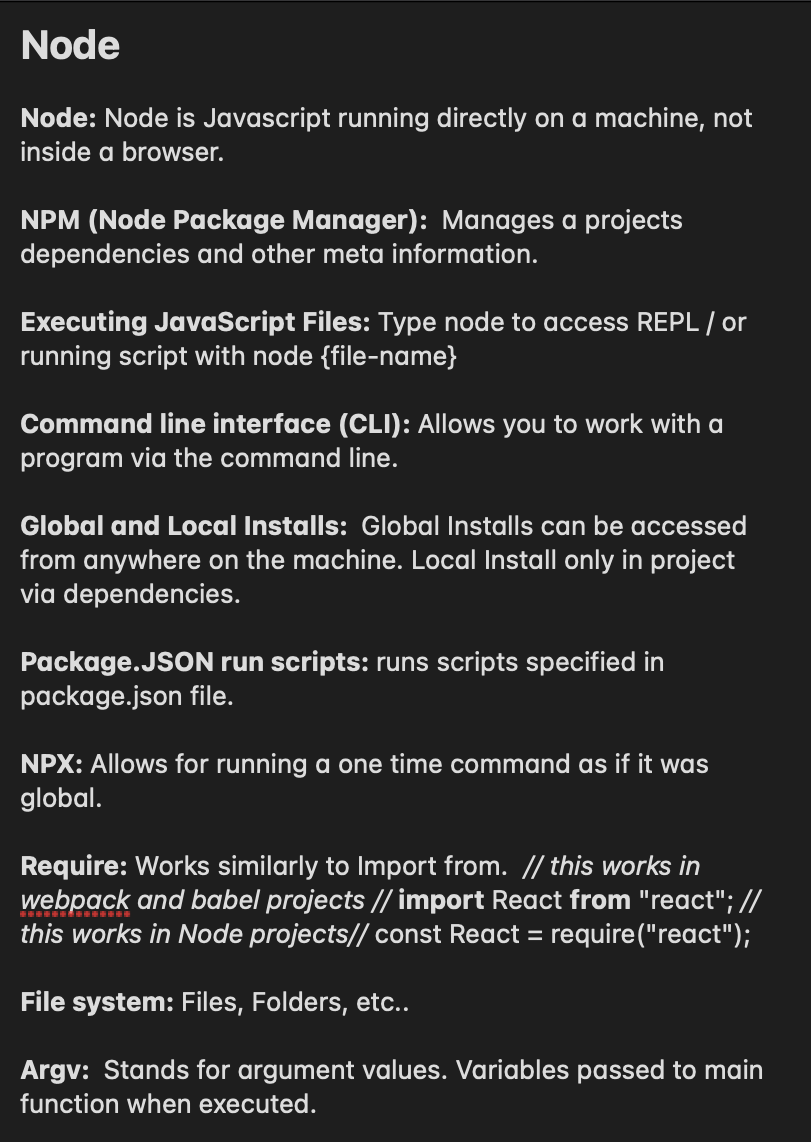 Node
Node: Node is Javascript running directly on a machine, not
inside a browser.
NPM (Node Package Manager):  Manages a projects
dependencies and other meta information.
Executing JavaScript Files: Type node to access REPL / or
running script with node {file-name}
Command line interface (CLI): Allows you to work with a
program via the command line.
Global and Local Installs:  Global Installs can be accessed
from anywhere on the machine. Local Install only in project
via dependencies.
Package.JSON run scripts: runs scripts specified in
package.json file.
NPX: Allows for running a one time command as if it was
global.
Require: Works similarly to Import from.  // this works in
webpack and babel projects // import React from "react"; //
this works in Node projects// const React = require("react");
File system: Files, Folders, etc..
Argv:  Stands for argument values. Variables passed to main
function when executed.